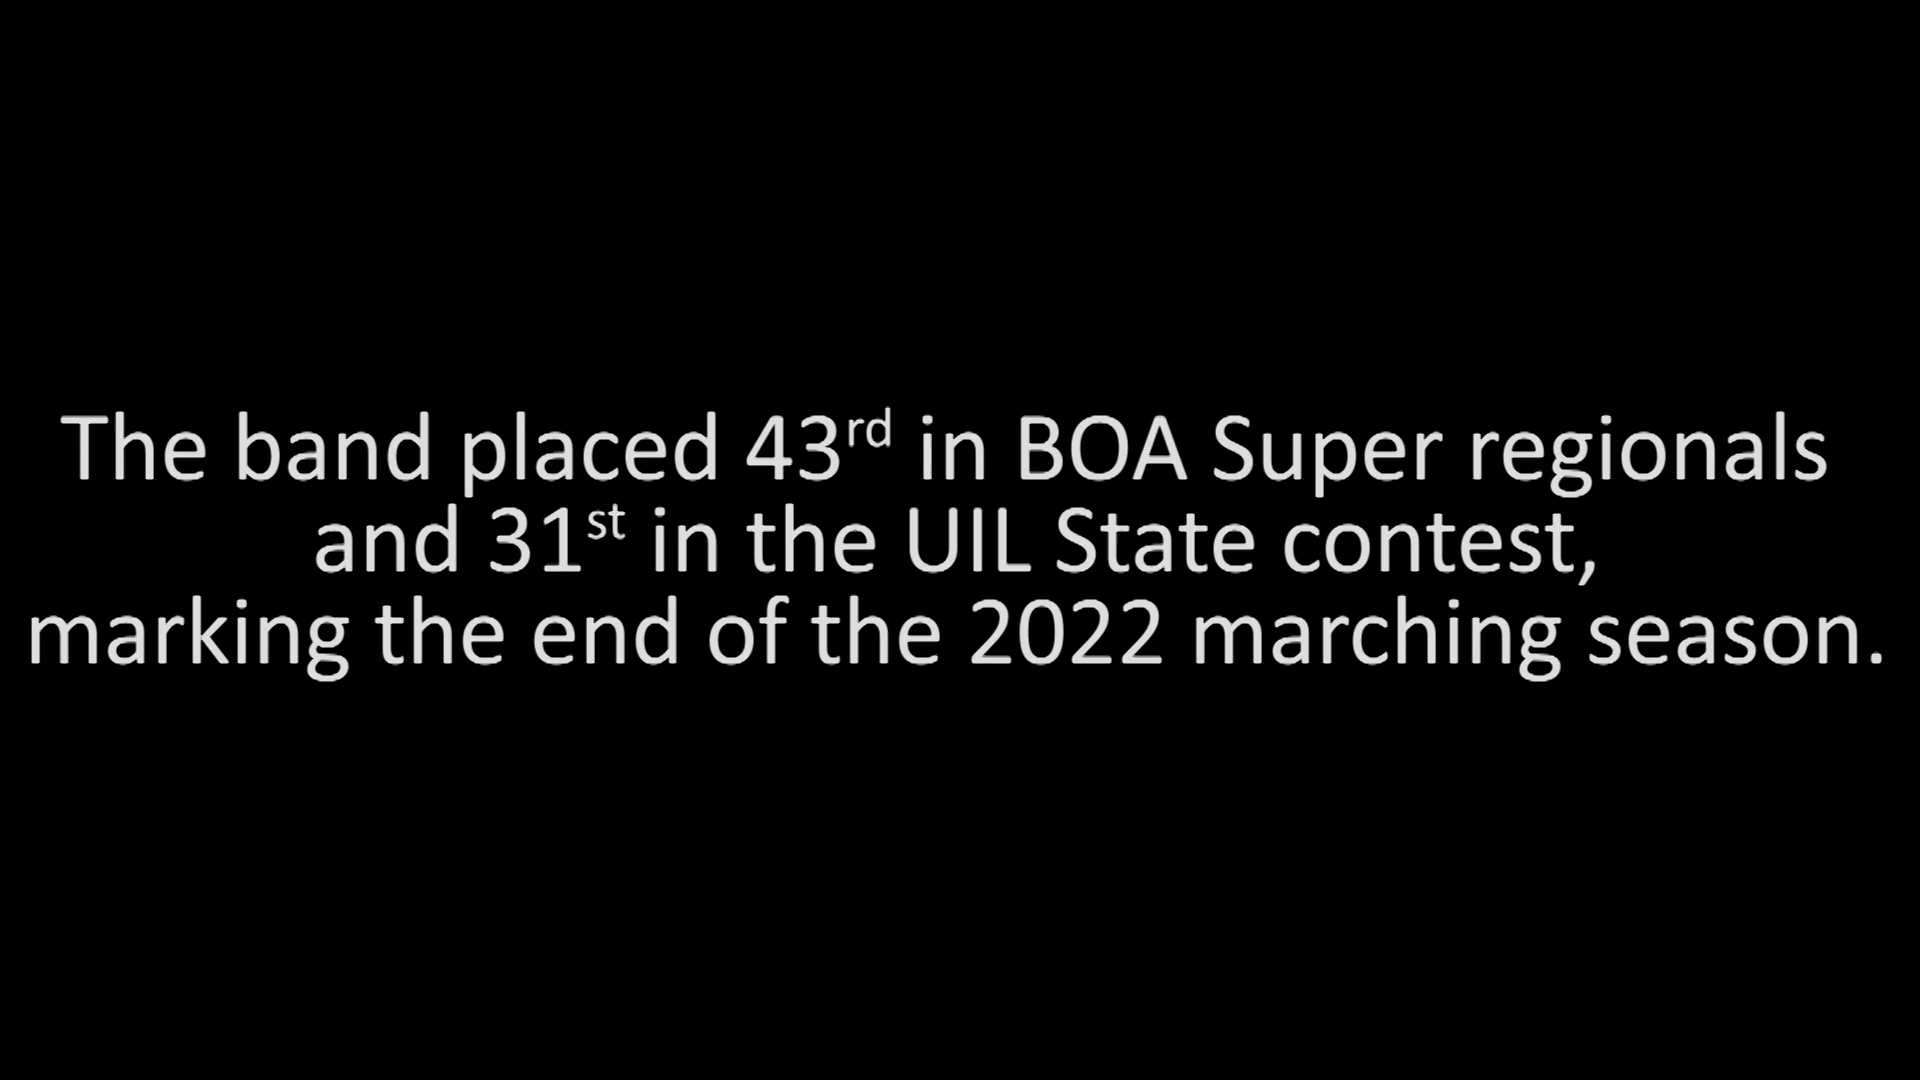 The band placed 43rd in BOA Super regionals
and 31st in the UIL State contest,
marking the end of the 2022 marching season.